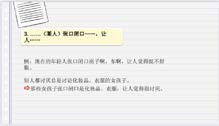 3. ……(某人)张口闭口……，让
人……
例：现在的年轻人张口闭口房子啊，车啊，让人觉得很不舒
服。
别人都讨厌总是讨论化妆品、衣服的女孩子。
那些女孩子张口闭口是化妆品、衣服，让人觉得很讨厌。